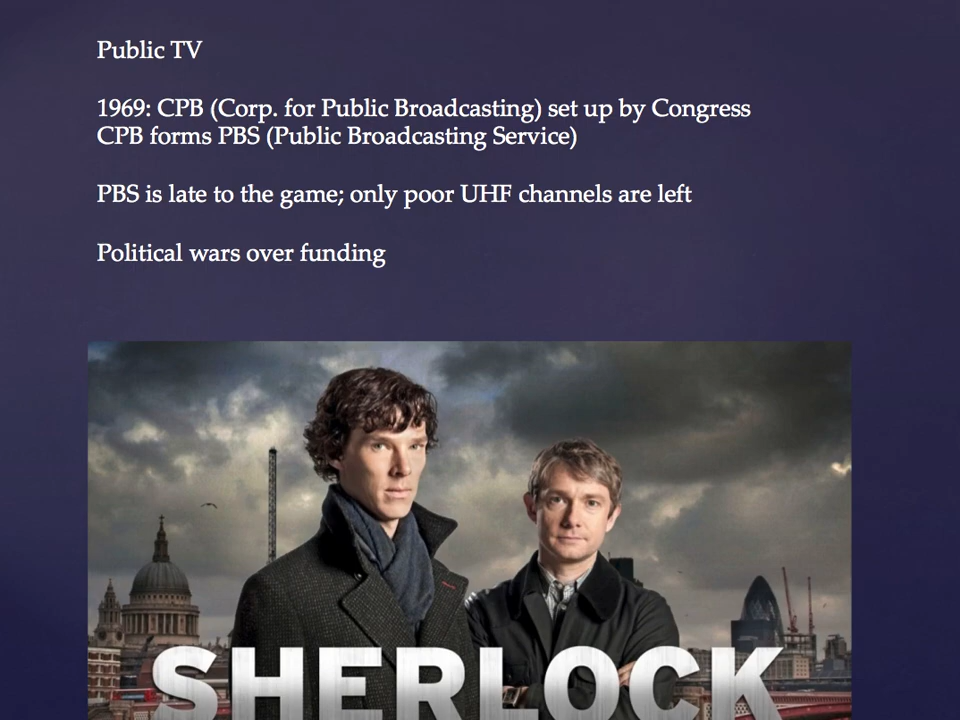 Public TV
1969: CPB (Corp. for Public Broadcasting) set up by Congress
CPB forms PBS (Public Broadcasting Service)
PBS is late to the game; only poor UHF channels are left
Political wars over funding
SHERLOCK